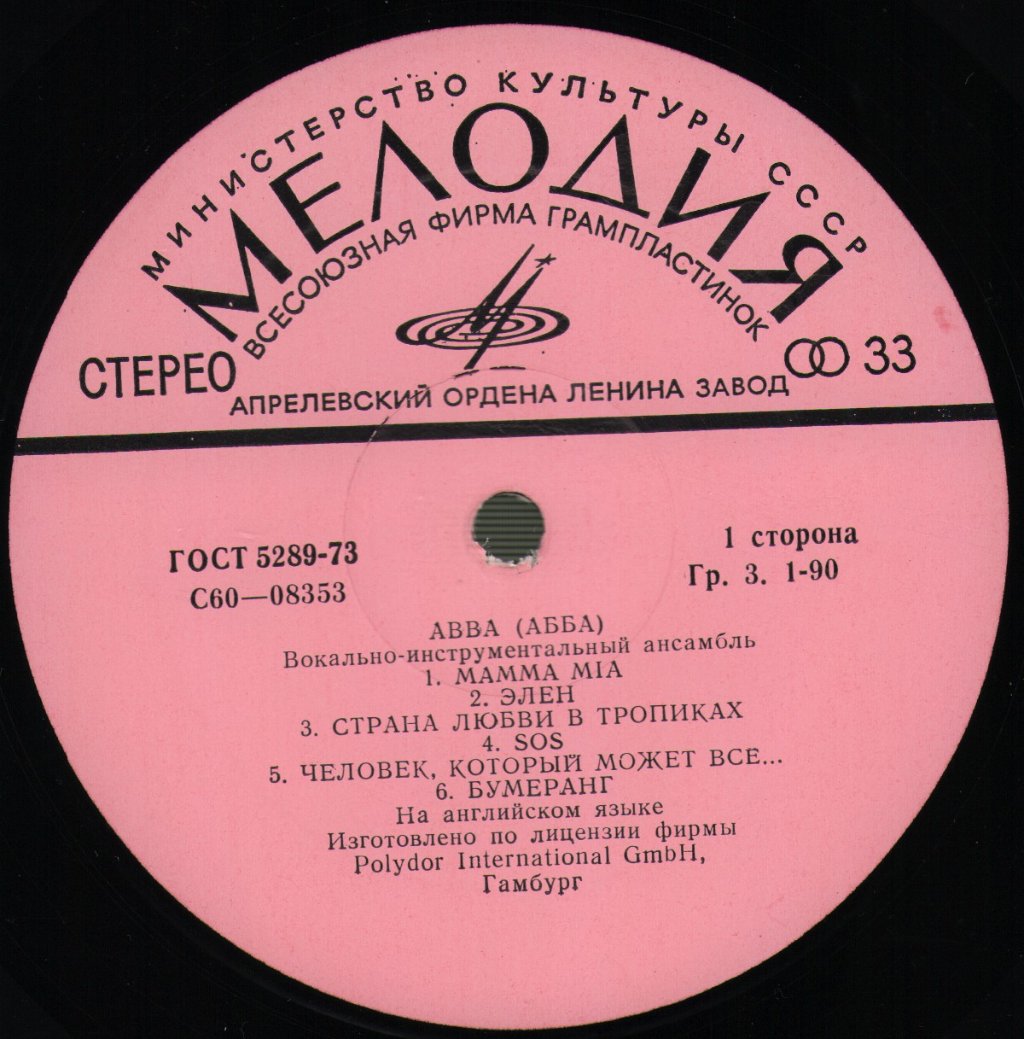 МИНИСТЕРСТВО КУЛЬТУРЫ СССР
МЕЛОДИЯ
ВСЕСОЮЗНАЯ ФИРМА ГРАМПЛАСТИНОК
СТЕРЕО
33
АПРЕЛЕВСКИЙ ОРДЕНА ЛЕНИНА ЗАВОД
ГОСТ 5289-73
С60—08353
1 сторона
Гр. 3. 1-90
ABBA (АББА)
Вокально-инструментальный ансамбль
1. MAMMA MIA
2. ЭЛЕН
3. СТРАНА ЛЮБВИ В ТРОПИКАХ
4. SOS
5. ЧЕЛОВЕК, КОТОРЫЙ МОЖЕТ ВСЕ...
6. БУМЕРАНГ
На английском языке
Изготовлено по лицензии фирмы
Polydor International GmbH,
Гамбург